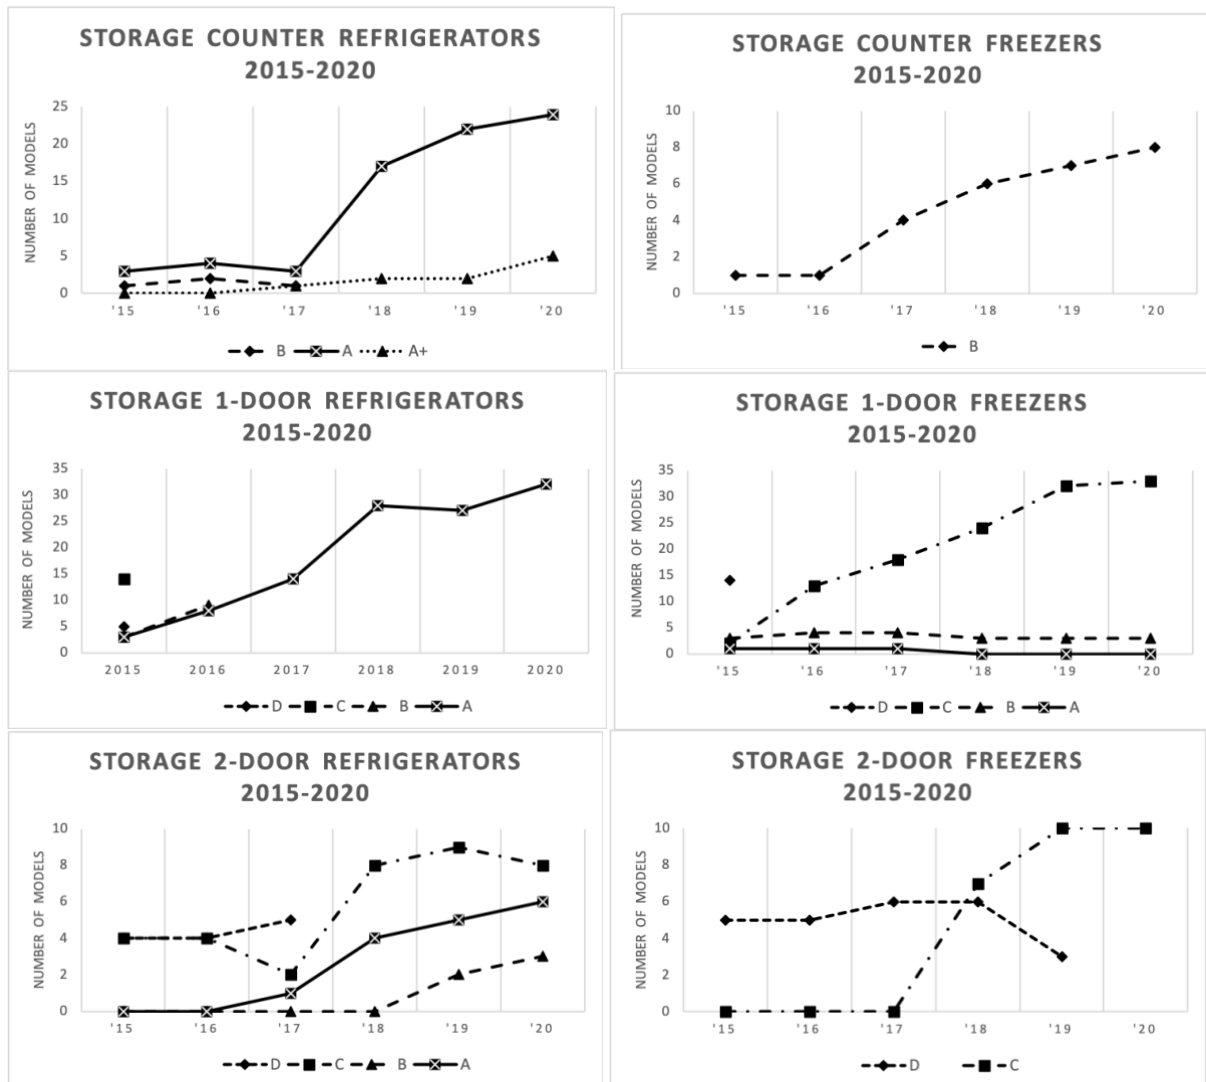 STORAGE COUNTER REFRIGERATORS
2015-2020
NUMBER OF MODELS
25
20
15
10
5
0
'15 '16 '17 '18 '19 '20
B A A+
STORAGE COUNTER FREEZERS
2015-2020
NUMBER OF MODELS
10
8
6
4
2
0
'15 '16 '17 '18 '19 '20
B
STORAGE 1-DOOR REFRIGERATORS
2015-2020
NUMBER OF MODELS
35
30
25
20
15
10
5
0
2015 2016 2017 2018 2019 2020
D C B A
STORAGE 1-DOOR FREEZERS
2015-2020
NUMBER OF MODELS
35
30
25
20
15
10
5
0
'15 '16 '17 '18 '19 '20
D C B A
STORAGE 2-DOOR REFRIGERATORS
2015-2020
NUMBER OF MODELS
10
8
6
4
2
0
'15 '16 '17 '18 '19 '20
D C B A
STORAGE 2-DOOR FREEZERS
2015-2020
NUMBER OF MODELS
10
8
6
4
2
0
'15 '16 '17 '18 '19 '20
D C